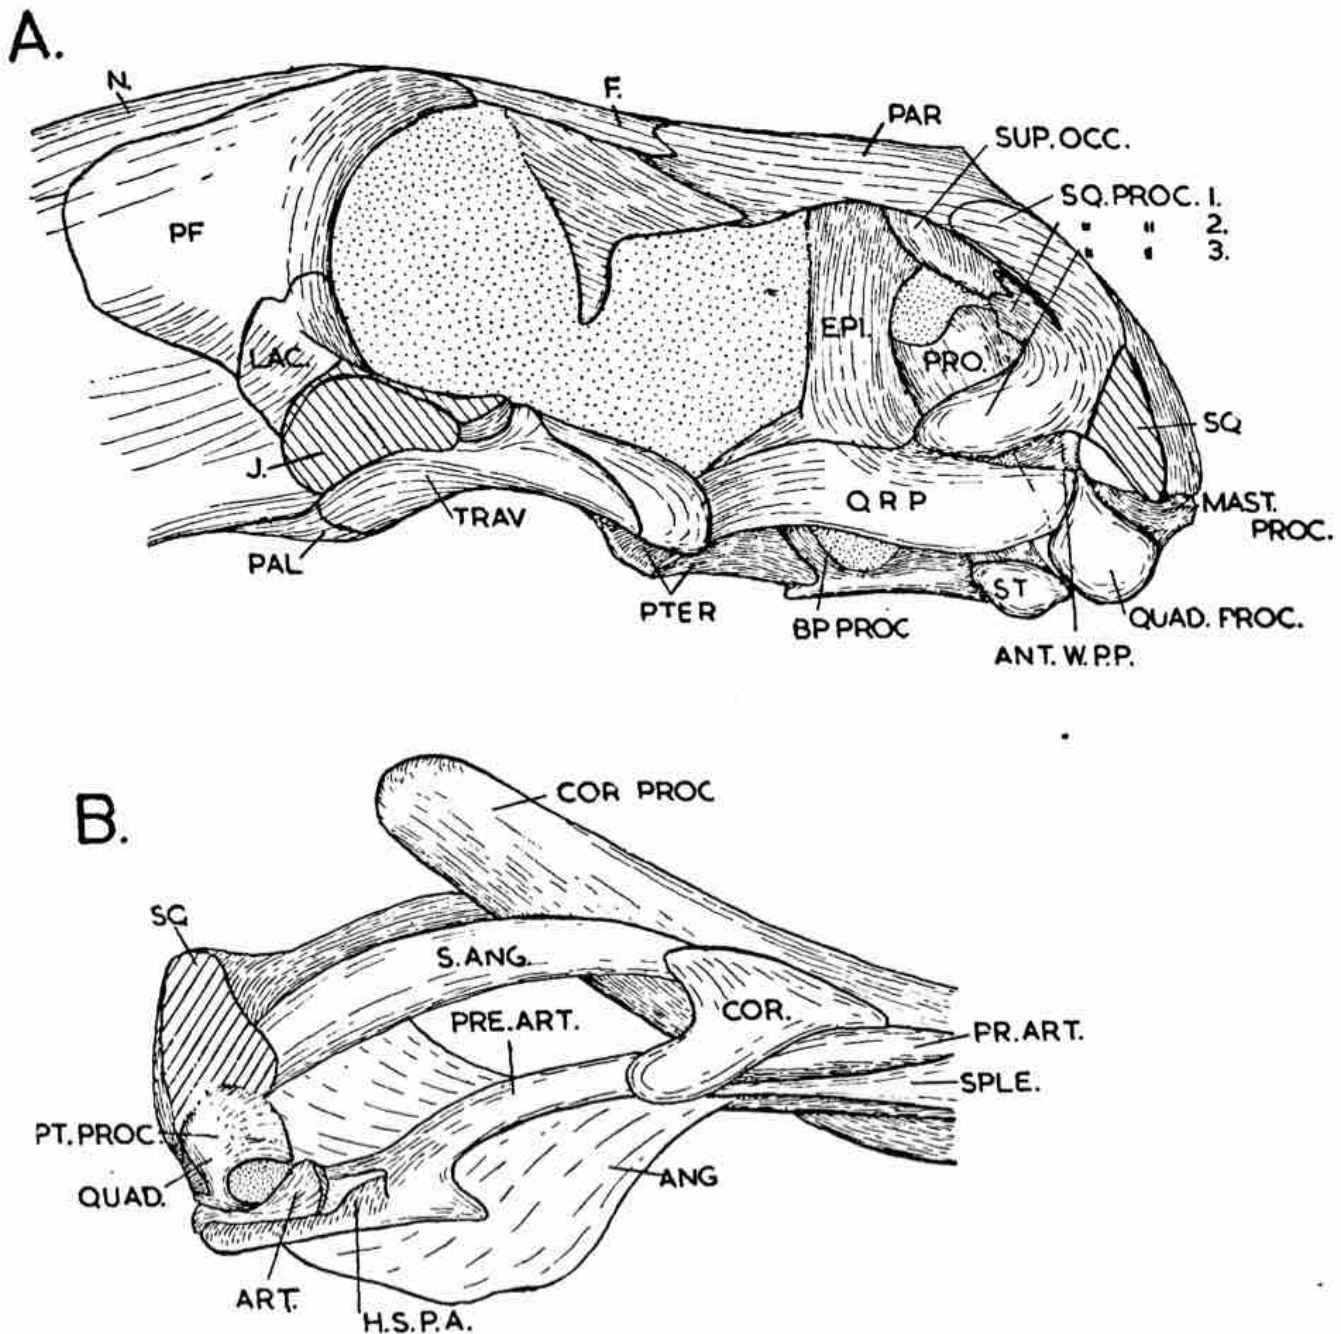 A.
N.
F.
PAR
SUP. OCC.
SQ. PROC. 1.
" " 2.
" " 3.
PF
LAC.
EPI.
PRO.
SQ
J.
TRAV
Q R P
MAST.
PROC.
PAL
PTER
BP PROC
ST
QUAD. PROC.
ANT. W. P. P.
B.
COR PROC
SQ
S. ANG.
PRE. ART.
COR.
PR. ART.
SPLE.
PT. PROC.
QUAD.
ANG
ART.
H. S. P. A.